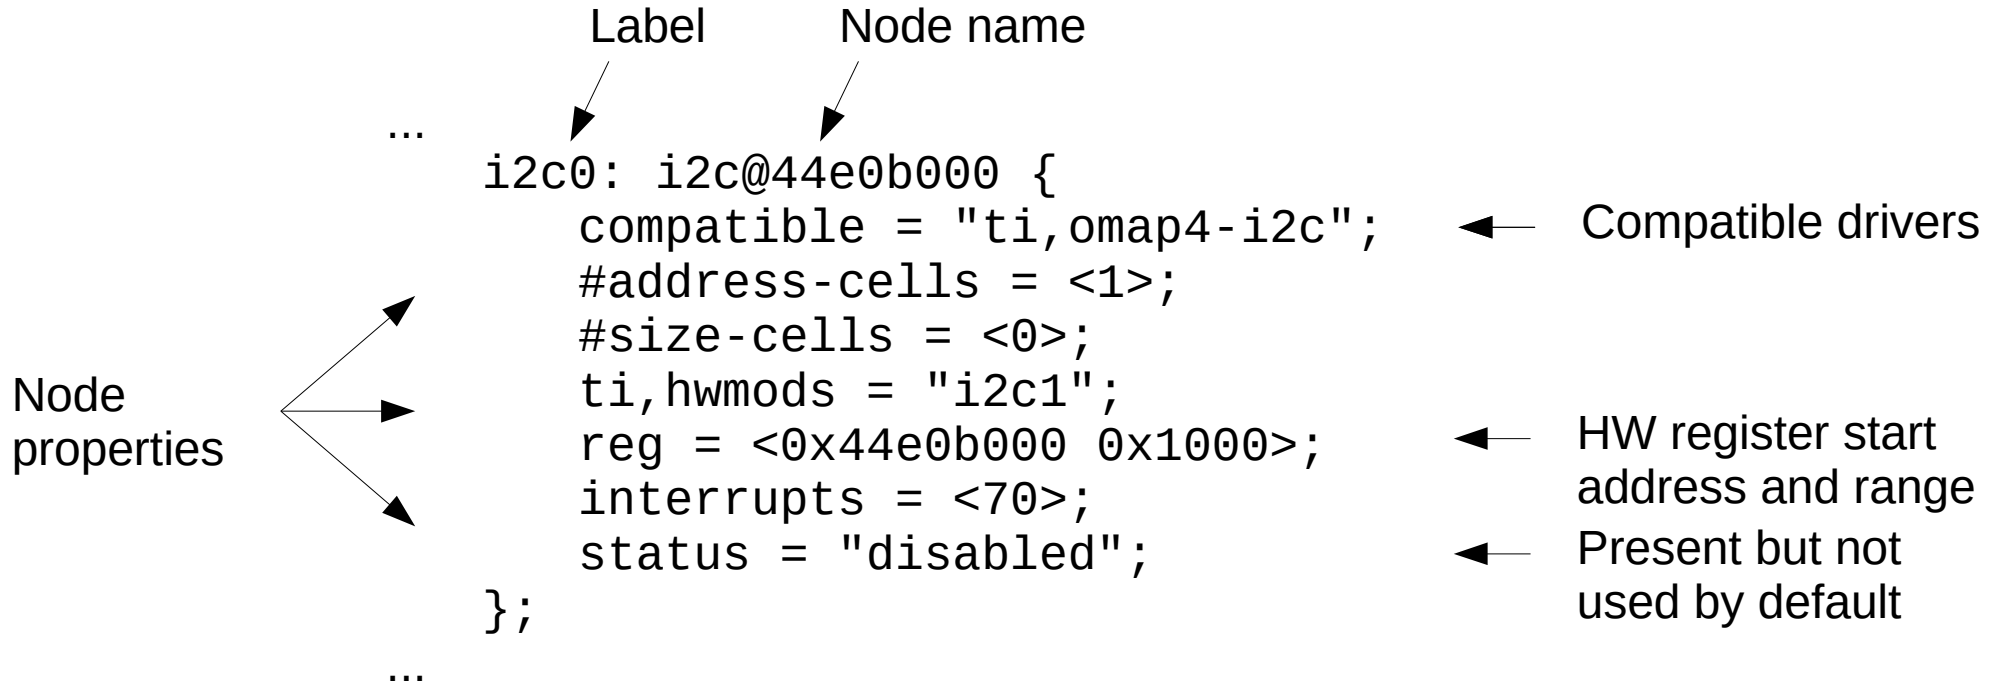 Label Node name
...
i2c0: i2c@44e0b000 {
compatible = "ti,omap4-i2c"; Compatible drivers
#address-cells = <1>;
#size-cells = <0>;
Node
properties
ti,hwmods = "i2c1";
reg = <0x44e0b000 0x1000>;
HW register start
address and range
interrupts = <70>;
status = "disabled";
Present but not
used by default
};
...